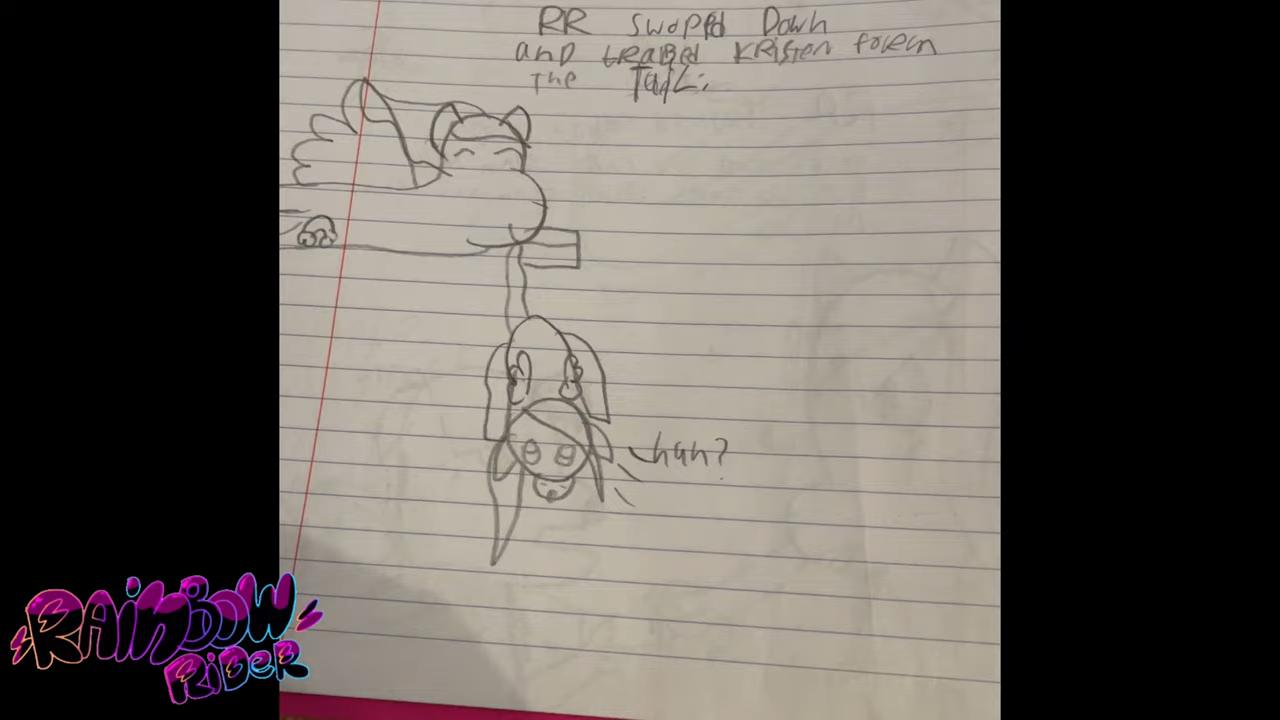 RR swoped Down
and grabed Kristen forem
The Tail:
huh?
RAINBOW
RIDER